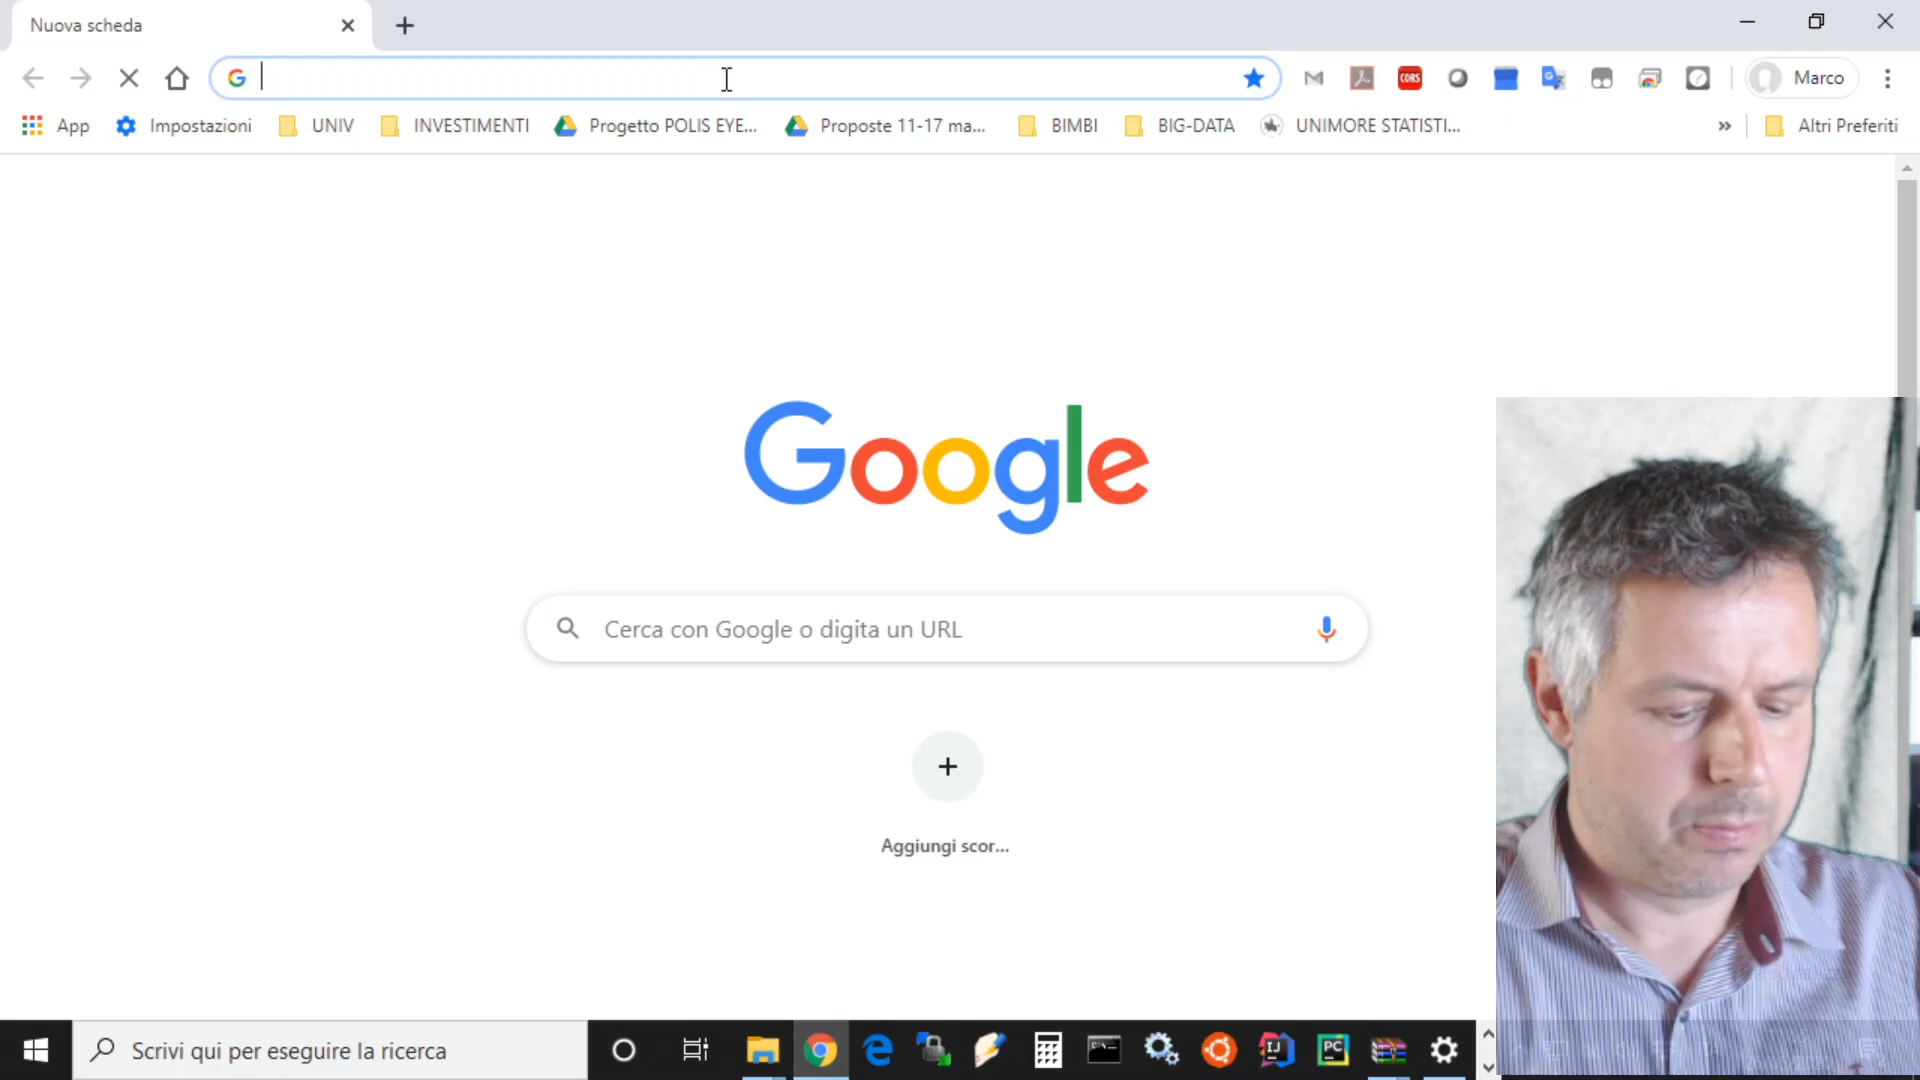 Nuova scheda
Marco
App Impostazioni UNIV INVESTIMENTI Progetto POLIS EYE... Proposte 11-17 ma... BIMBI BIG-DATA UNIMORE STATISTI... » Altri Preferiti
Google
Cerca con Google o digita un URL
Aggiungi scor...
Scrivi qui per eseguire la ricerca